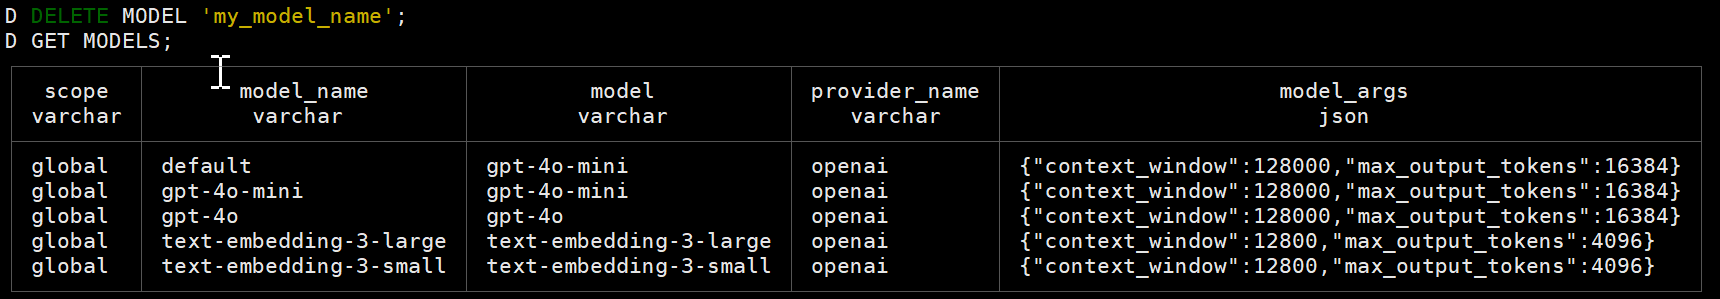 D DELETE MODEL 'my_model_name';
D GET MODELS;
scope model_name model provider_name model_args
varchar varchar varchar varchar json
global default gpt-4o-mini openai {"context_window":128000,"max_output_tokens":16384}
global gpt-4o-mini gpt-4o-mini openai {"context_window":128000,"max_output_tokens":16384}
global gpt-4o gpt-4o openai {"context_window":128000,"max_output_tokens":16384}
global text-embedding-3-large text-embedding-3-large openai {"context_window":12800,"max_output_tokens":4096}
global text-embedding-3-small text-embedding-3-small openai {"context_window":12800,"max_output_tokens":4096}